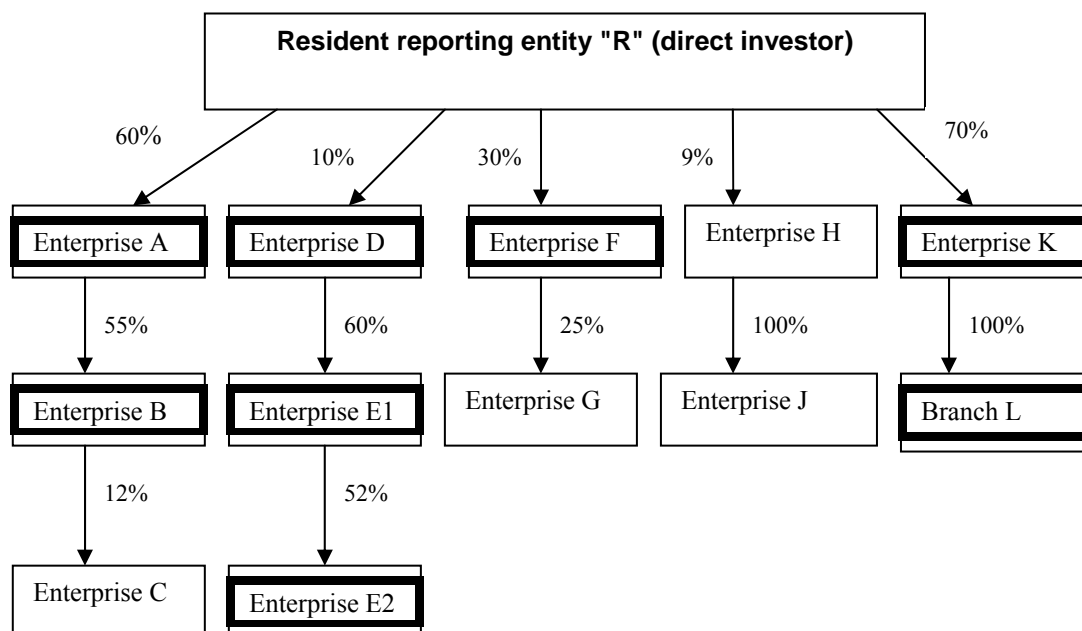 Resident reporting entity "R" (direct investor)
60%
10%
30%
9%
70%
Enterprise A
Enterprise D
Enterprise F
Enterprise H
Enterprise K
55%
60%
25%
100%
100%
Enterprise B
Enterprise E1
Enterprise G
Enterprise J
Branch L
12%
52%
Enterprise C
Enterprise E2